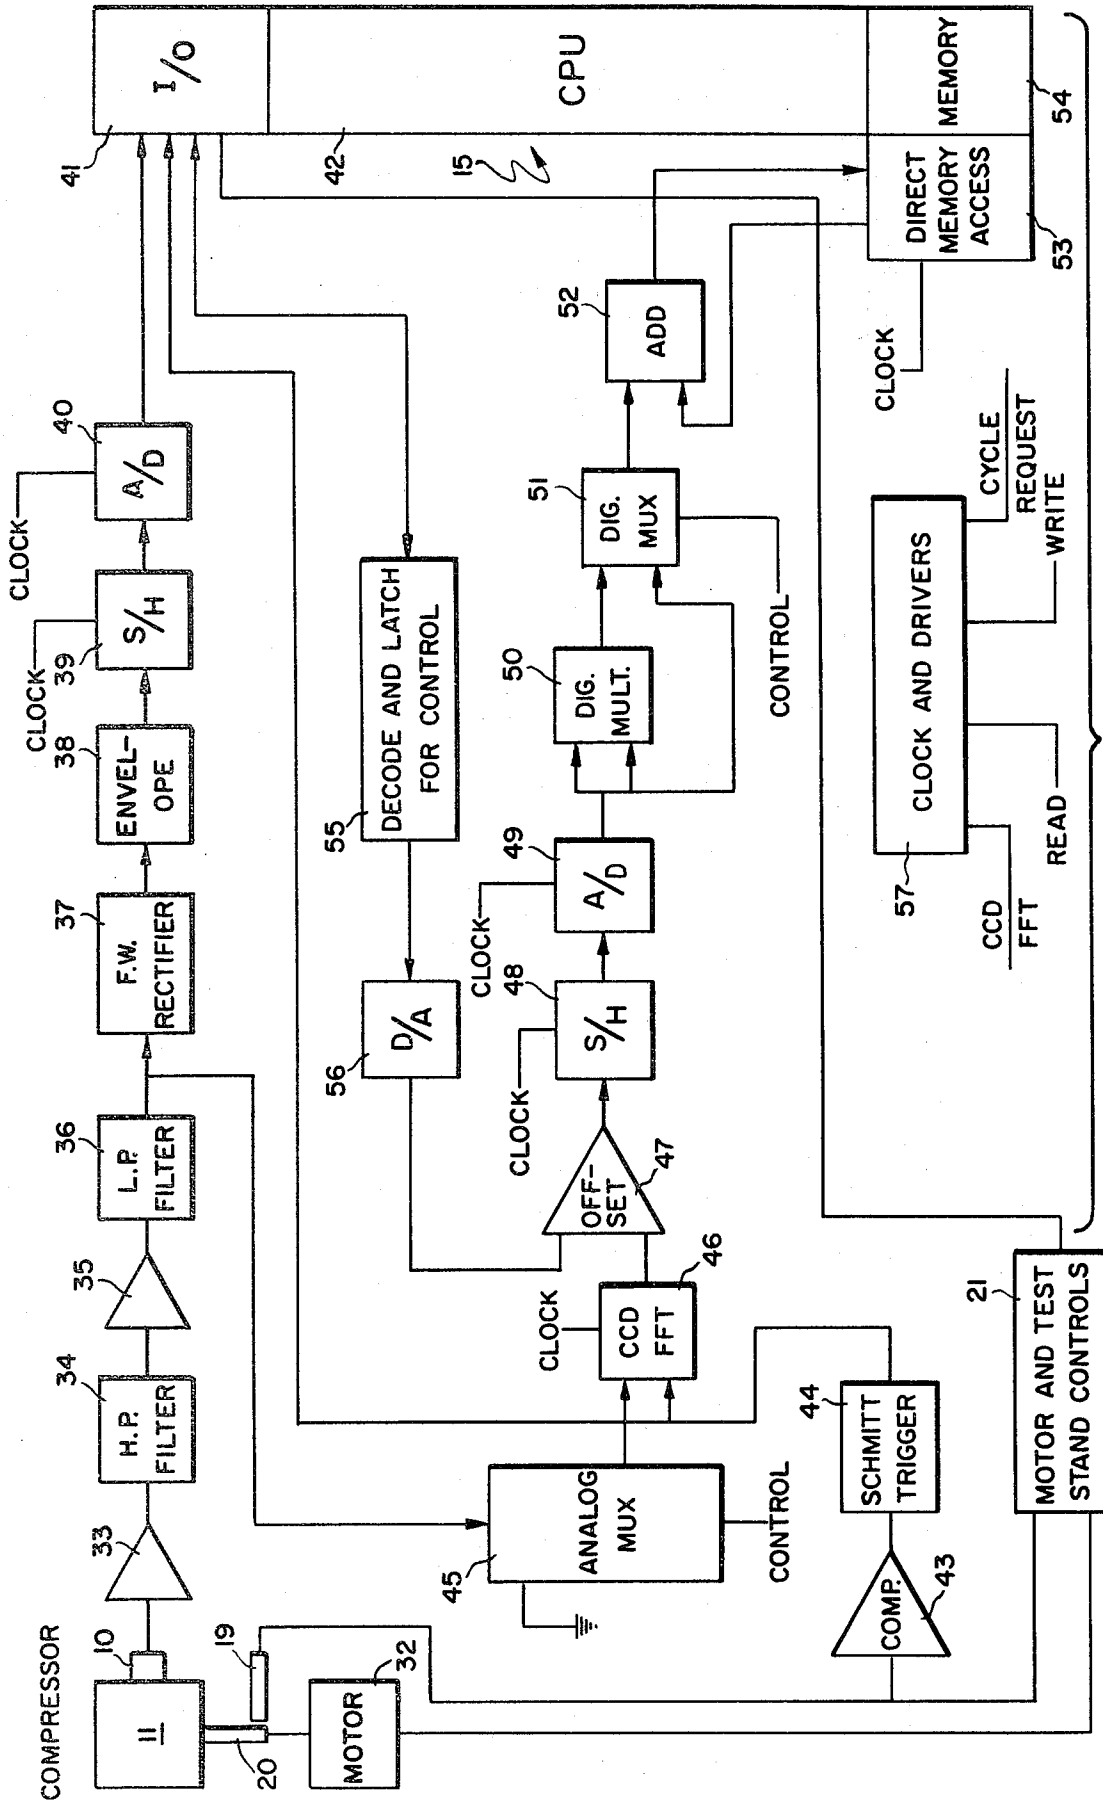 COMPRESSOR
11
10
20
19
MOTOR
32
33
34
H.P.
FILTER
35
36
L.P.
FILTER
37
F.W.
RECTIFIER
38
ENVEL-
OPE
CLOCK
39
S/H
CLOCK
40
A/D
41
I/O
42
CPU
15
55
DECODE AND LATCH
FOR CONTROL
56
D/A
45
ANALOG
MUX
CONTROL
CLOCK
46
CCD
FFT
OFF-
SET
47
CLOCK
48
S/H
CLOCK
49
A/D
50
DIG.
MULT.
51
DIG.
MUX
CONTROL
52
ADD
CLOCK
DIRECT
MEMORY
ACCESS
53
MEMORY
54
COMP.
43
44
SCHMITT
TRIGGER
21
MOTOR AND TEST
STAND CONTROLS
57
CLOCK AND DRIVERS
CCD
FFT
READ
WRITE
CYCLE
REQUEST